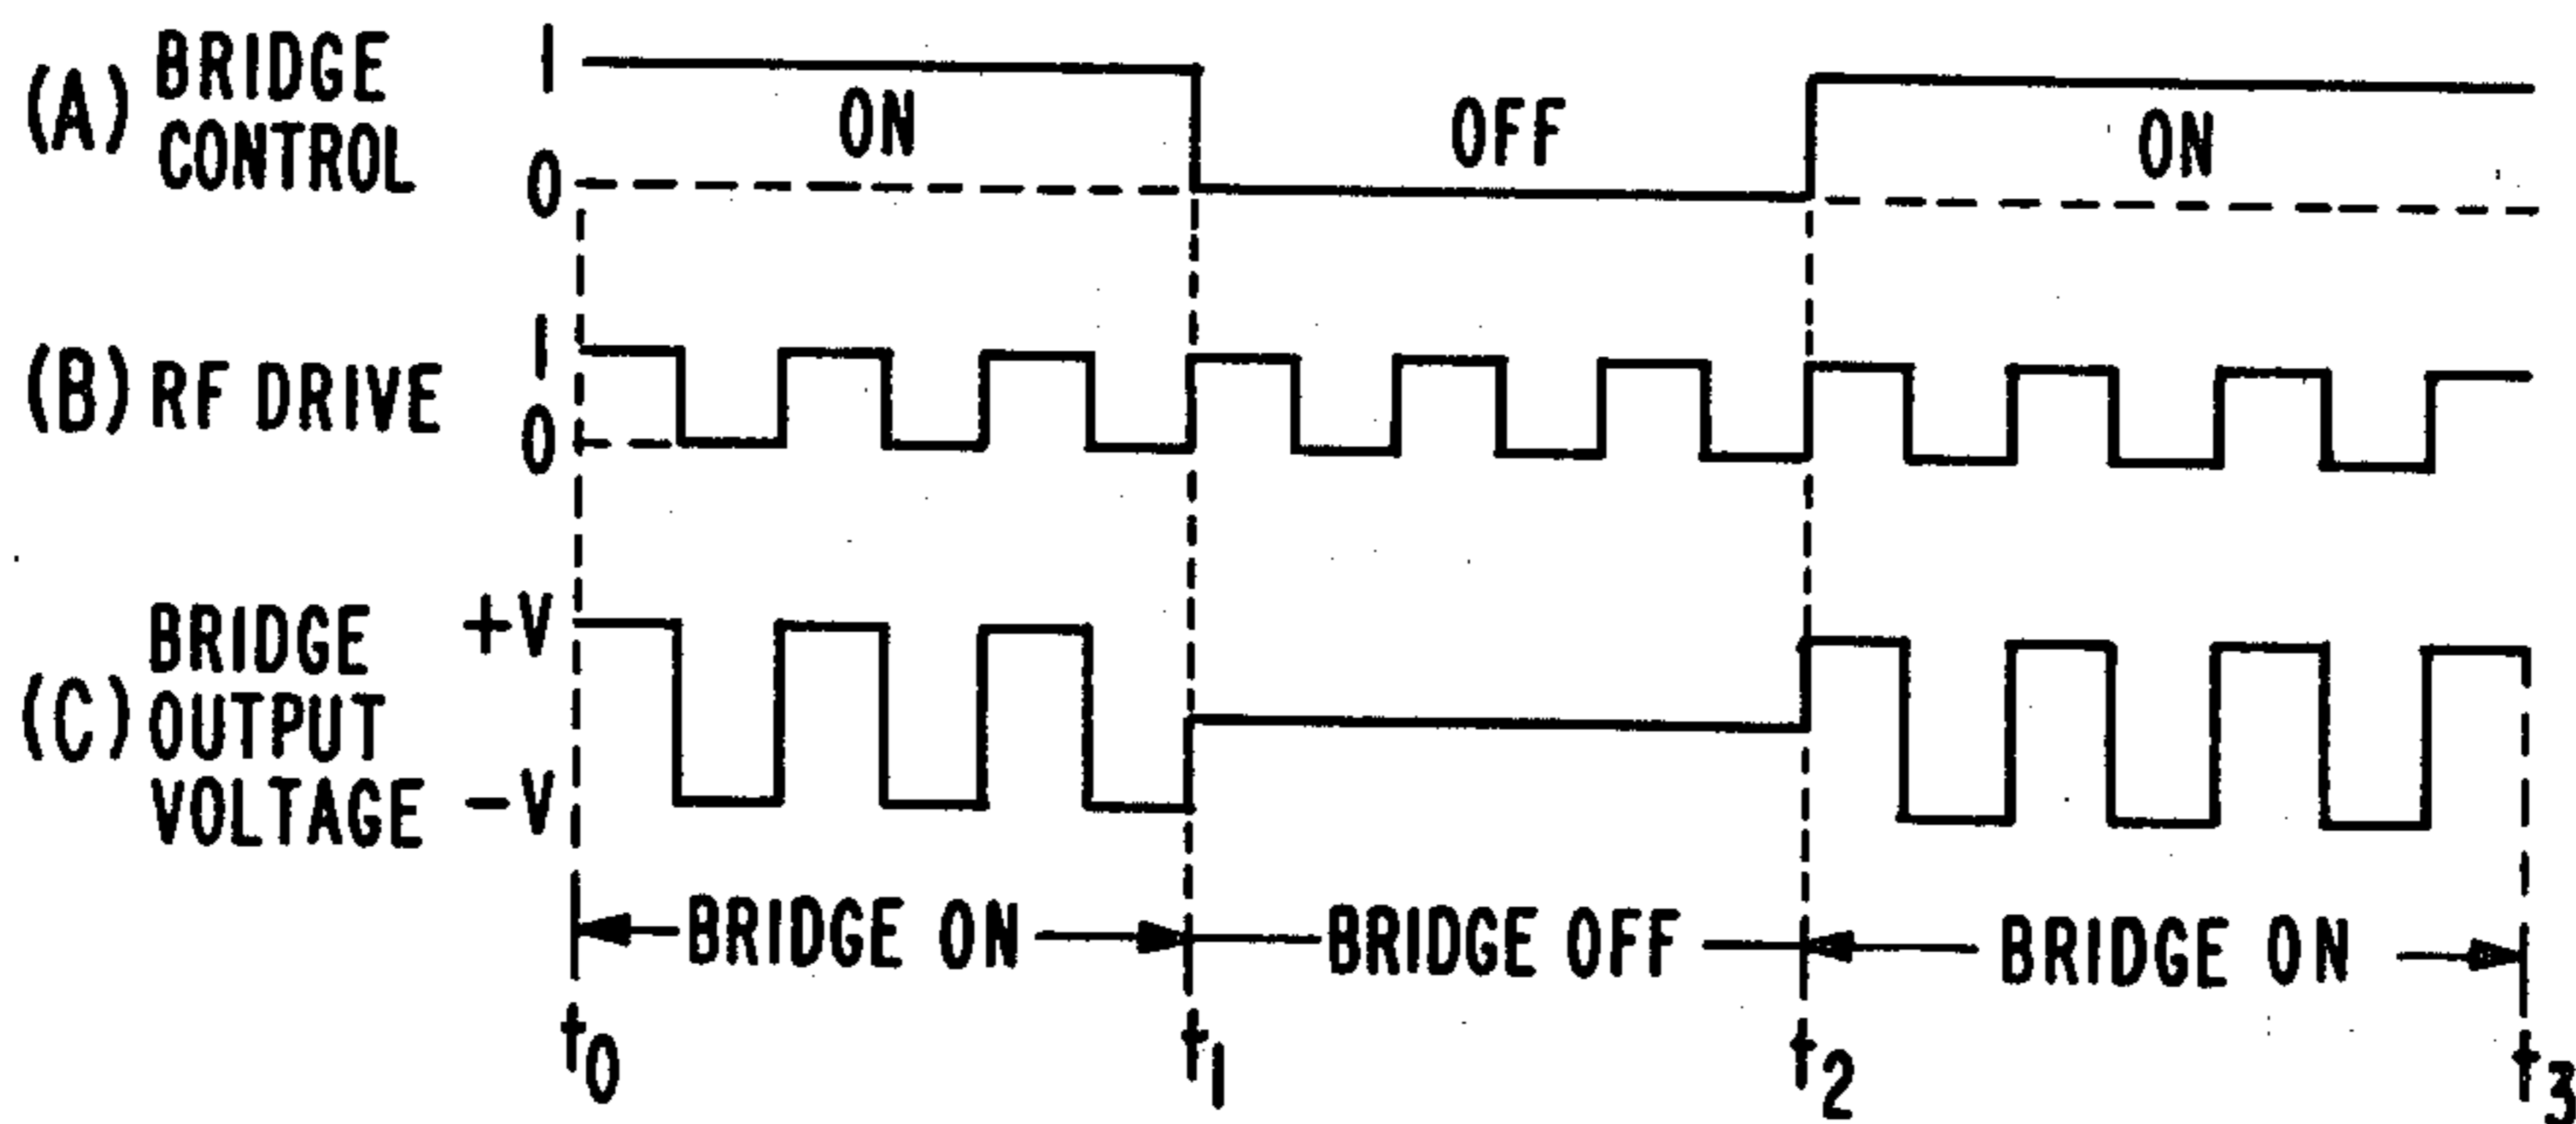 (A) BRIDGE CONTROL
1
0
ON
OFF
ON
(B) RF DRIVE
1
0
(C) BRIDGE OUTPUT VOLTAGE
+V
-V
BRIDGE ON
BRIDGE OFF
BRIDGE ON
t0
t1
t2
t3